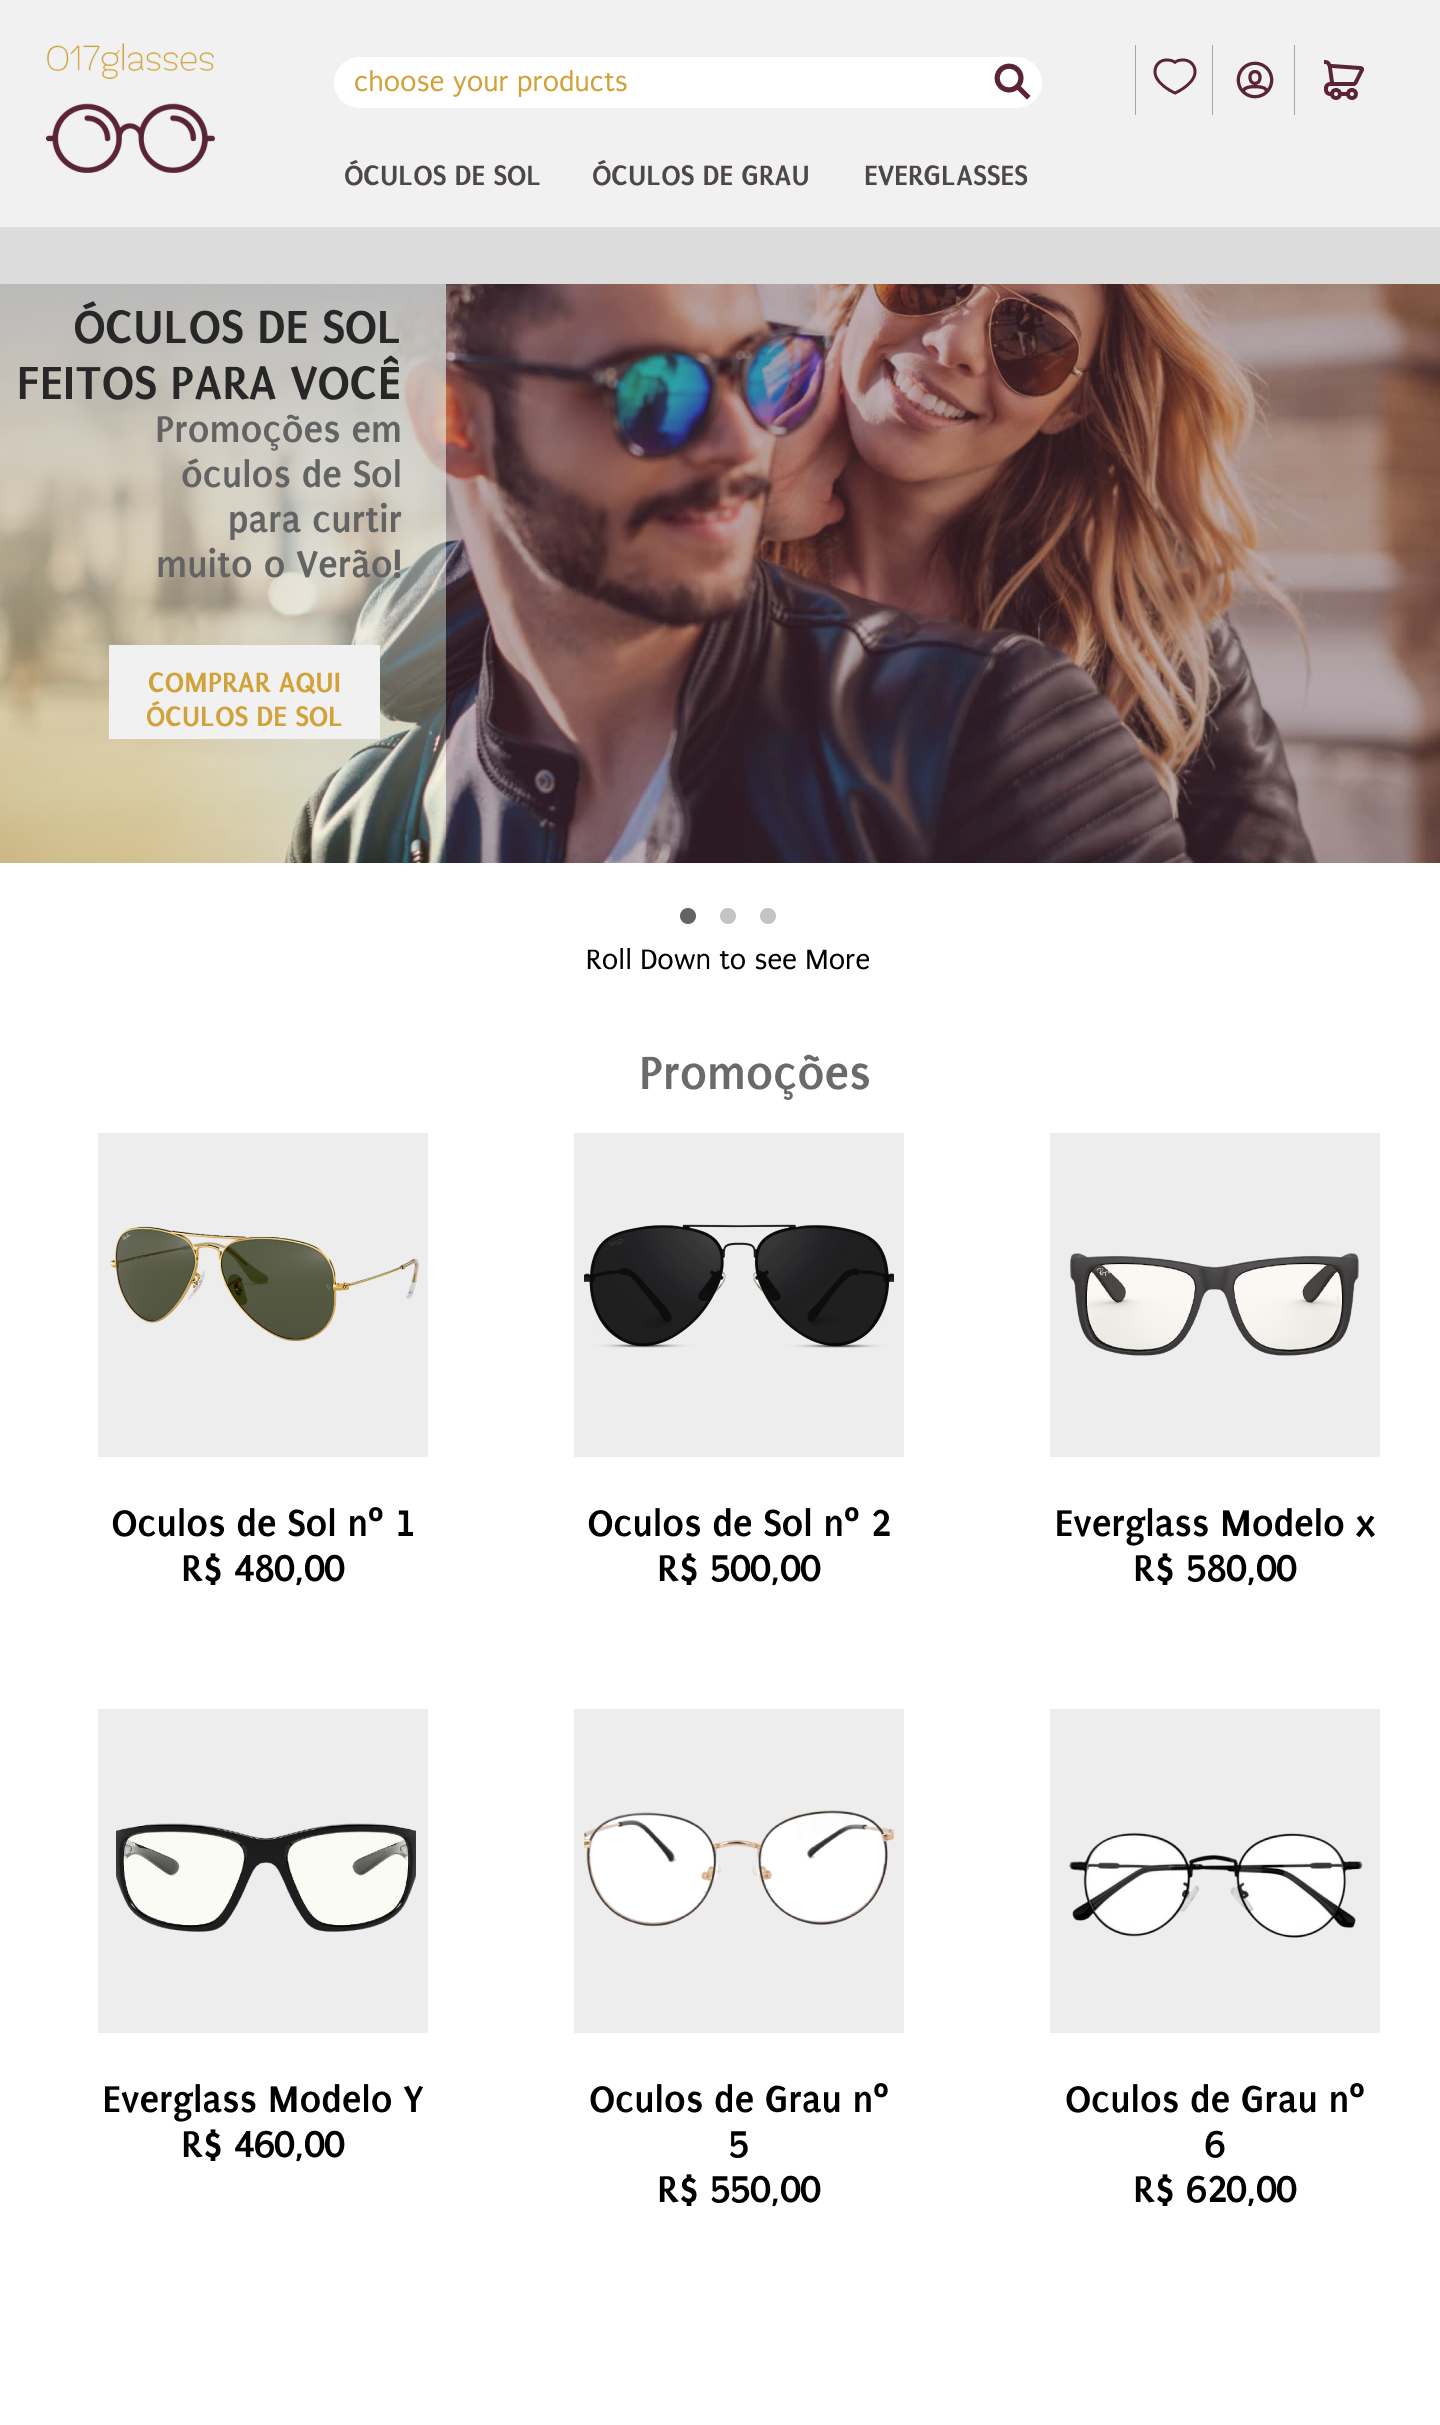 017glasses
choose your products
ÓCULOS DE SOL
ÓCULOS DE GRAU
EVERGLASSES
ÓCULOS DE SOL
FEITOS PARA VOCÊ
Promoções em
óculos de Sol
para curtir
muito o Verão!
COMPRAR AQUI
ÓCULOS DE SOL
Roll Down to see More
Promoções
Oculos de Sol nº 1
R$ 480,00
Oculos de Sol nº 2
R$ 500,00
Everglass Modelo x
R$ 580,00
Everglass Modelo Y
R$ 460,00
Oculos de Grau nº
5
R$ 550,00
Oculos de Grau nº
6
R$ 620,00